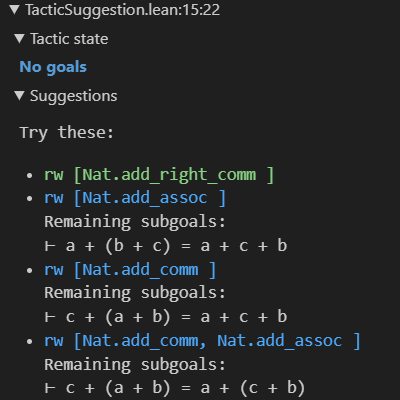 ▼ TacticSuggestion.lean:15:22
▼ Tactic state
No goals
▼ Suggestions
Try these:
• rw [Nat.add_right_comm ]
• rw [Nat.add_assoc ]
Remaining subgoals:
⊢ a + (b + c) = a + c + b
• rw [Nat.add_comm ]
Remaining subgoals:
⊢ c + (a + b) = a + c + b
• rw [Nat.add_comm, Nat.add_assoc ]
Remaining subgoals:
⊢ c + (a + b) = a + (c + b)